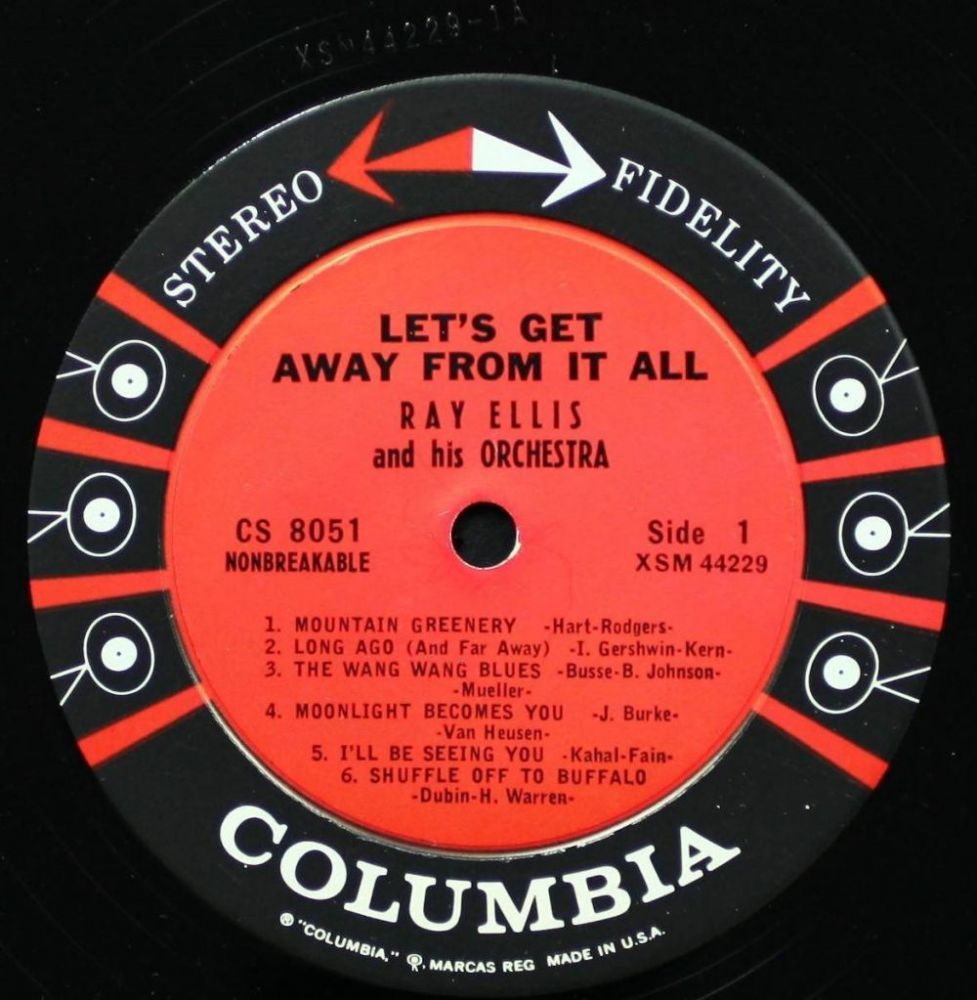 XSM44229-1A
STEREO FIDELITY
LET'S GET
AWAY FROM IT ALL
RAY ELLIS
and his ORCHESTRA
CS 8051
NONBREAKABLE
Side 1
XSM 44229
1. MOUNTAIN GREENERY -Hart-Rodgers-
2. LONG AGO (And Far Away) -I. Gershwin-Kern-
3. THE WANG WANG BLUES -Busse-B. Johnson-
-Mueller-
4. MOONLIGHT BECOMES YOU -J. Burke-
-Van Heusen-
5. I'LL BE SEEING YOU -Kahal-Fain-
6. SHUFFLE OFF TO BUFFALO
-Dubin-H. Warren-
COLUMBIA
® "COLUMBIA," , MARCAS REG MADE IN U.S.A.